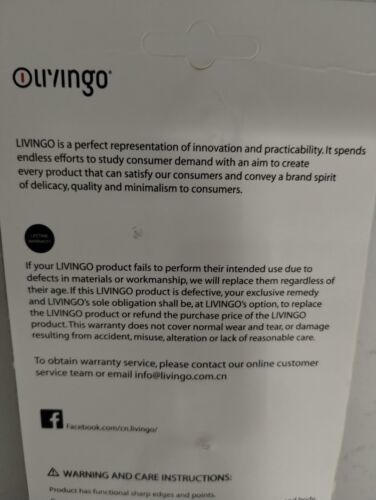 LIVINGO
LIVINGO is a perfect representation of innovation and practicability. It spends
endless efforts to study consumer demand with an aim to create
every product that can satisfy our consumers and convey a brand spirit
of delicacy, quality and minimalism to consumers.
LIFETIME
WARRANTY
If your LIVINGO product fails to perform their intended use due to
defects in materials or workmanship, we will replace them regardless of
their age. If this LIVINGO product is defective, your exclusive remedy
and LIVINGO's sole obligation shall be, at LIVINGO's option, to replace
the LIVINGO product or refund the purchase price of the LIVINGO
product. This warranty does not cover normal wear and tear, or damage
resulting from accident, misuse, alteration or lack of reasonable care.
To obtain warranty service, please contact our online customer
service team or email info@livingo.com.cn
f Facebook.com/cn.livingo/
WARNING AND CARE INSTRUCTIONS:
Product has functional sharp edges and points.